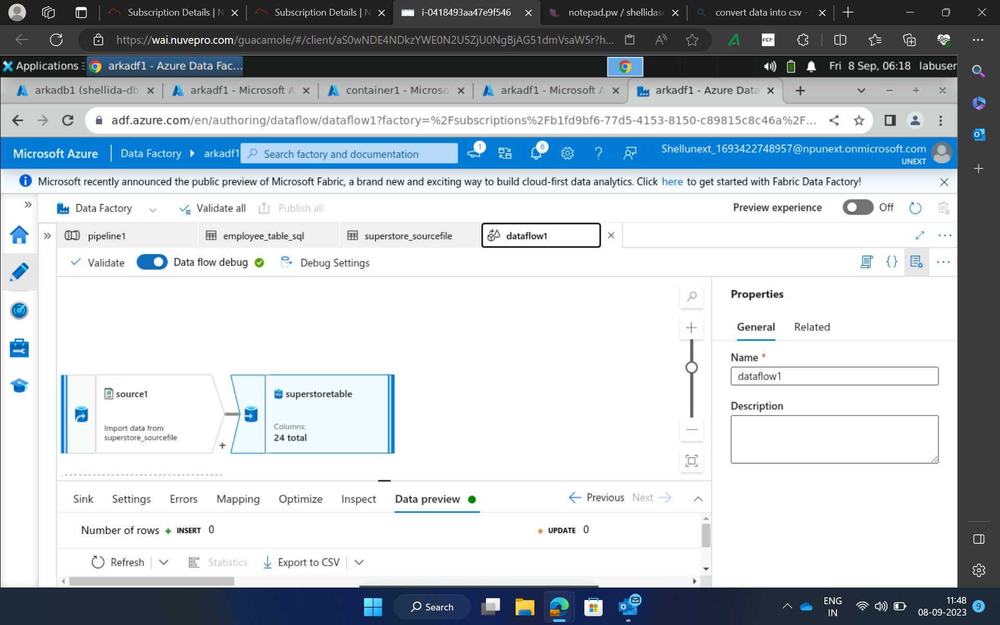 Subscription Details | N
Subscription Details | N
i-0418493aa47e9f546
notepad.pw / shellidase
convert data into csv -
https://wai.nuvepro.com/guacamole/#/client/aS0wNDE4NDkzYWE0N2U5ZjU0NgBjAG51dmVsaW5r?h...
FCM
Applications
arkadf1 - Azure Data Fac...
Fri 8 Sep, 06:18 labuser
arkadb1 (shellida-db
arkadf1 - Microsoft A
container1 - Microso
arkadf1 - Microsoft A
arkadf1 - Azure Data
adf.azure.com/en/authoring/dataflow/dataflow1?factory=%2Fsubscriptions%2Fb1fd9bf6-77d5-4153-8150-c89815c8c46a%2F...
Microsoft Azure
Data Factory
arkadf1
Search factory and documentation
1
6
Shellunext_1693422748957@npunext.onmicrosoft.com
UNEXT
Microsoft recently announced the public preview of Microsoft Fabric, a brand new and exciting way to build cloud-first data analytics. Click here to get started with Fabric Data Factory!
Data Factory
Validate all
Publish all
Preview experience
Off
pipeline1
employee_table_sql
superstore_sourcefile
dataflow1
Validate
Data flow debug
Debug Settings
source1
Import data from
superstore_sourcefile
superstoretable
Columns:
24 total
Properties
General
Related
Name *
dataflow1
Description
Sink
Settings
Errors
Mapping
Optimize
Inspect
Data preview
Previous
Next
Number of rows
INSERT 0
UPDATE 0
Refresh
Statistics
Export to CSV
Search
ENG
IN
11:48
08-09-2023
9